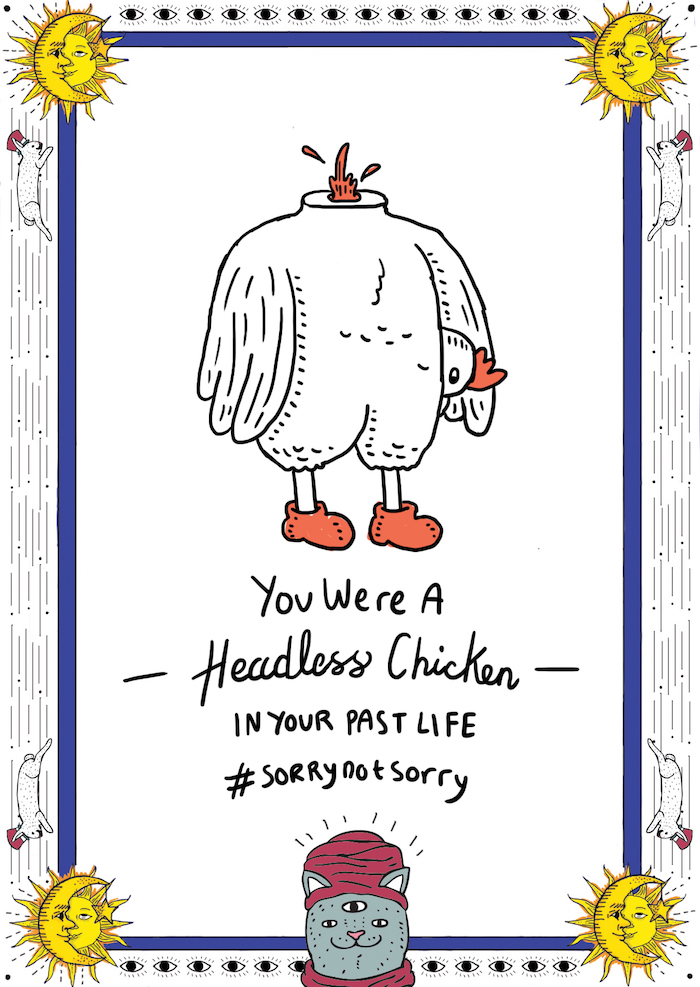 You Were A
— Headless Chicken —
IN YOUR PAST LIFE
#SORRYnotSorry